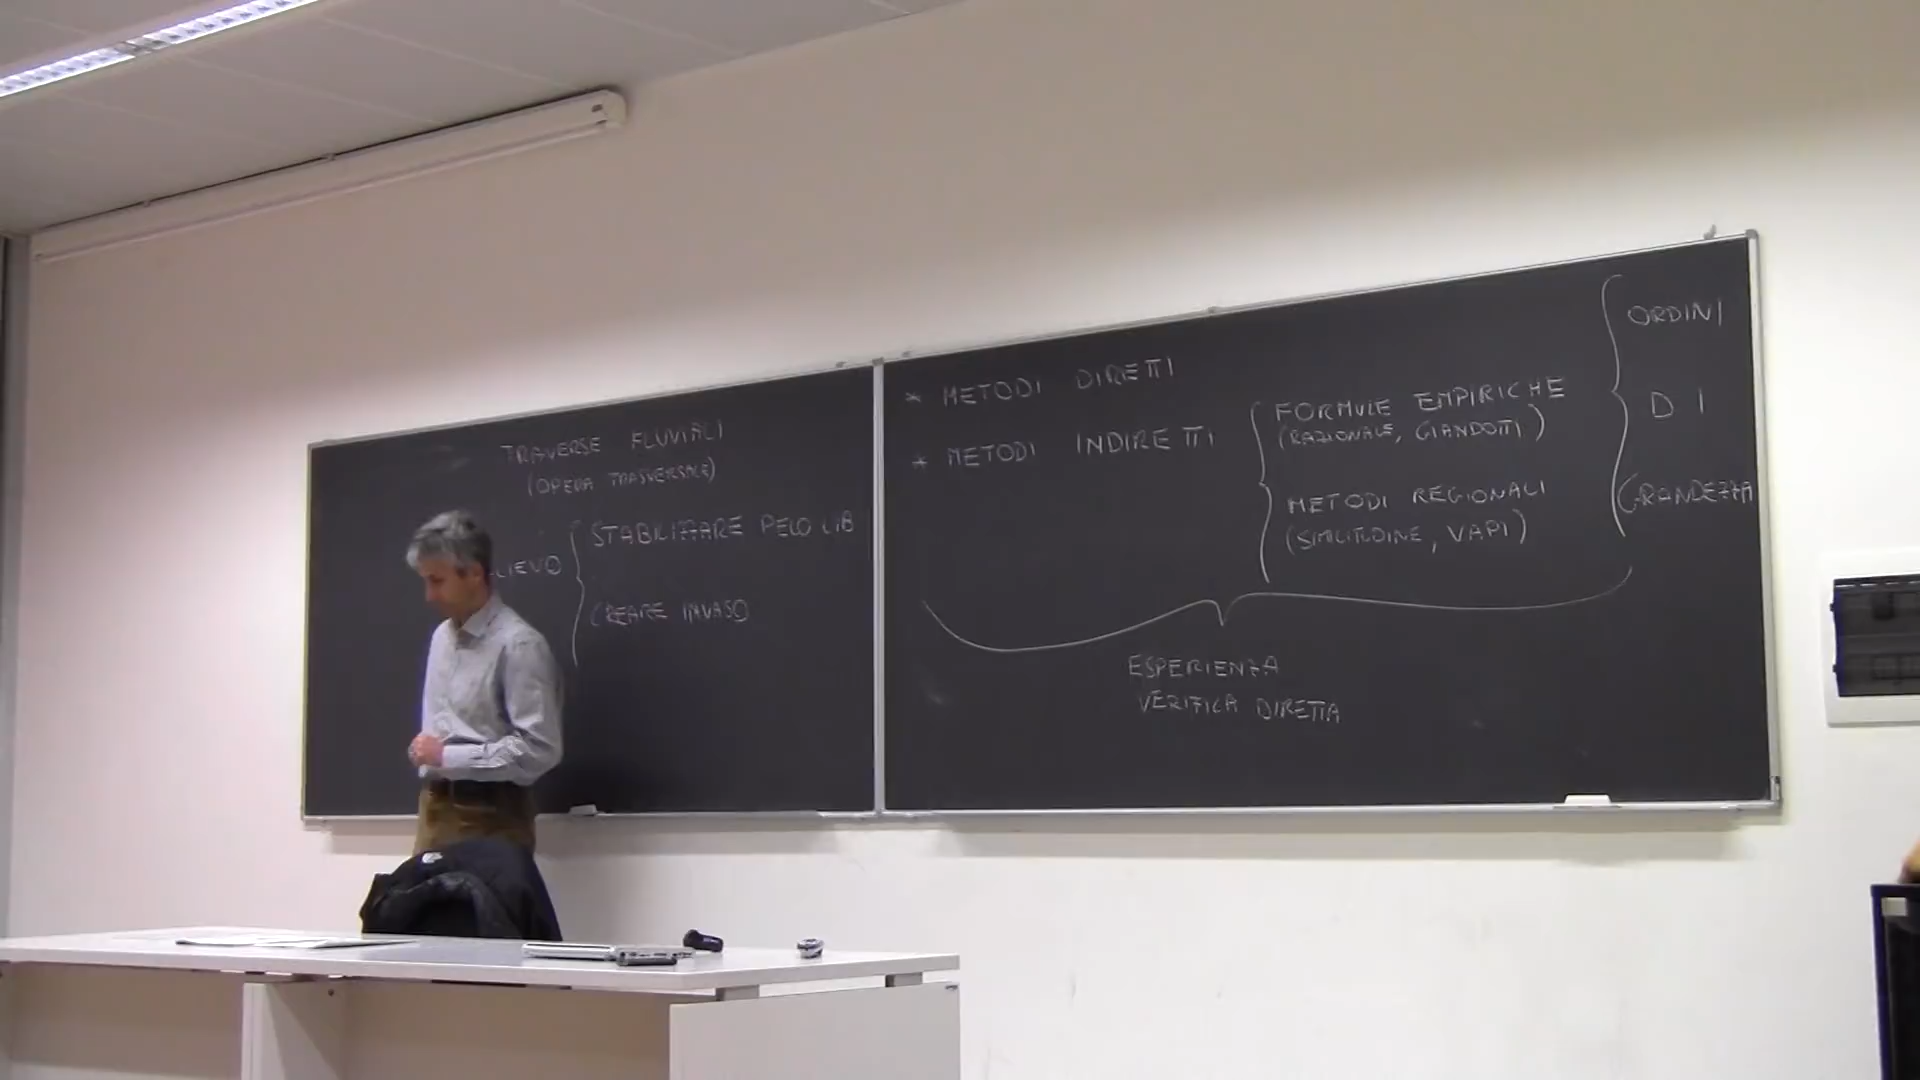 TRAVERSE FLUVIALI
(OPERA TRASVERSALE)
STABILIZZARE PELO LIB
LIEVO
CREARE INVASO
* METODI DIRETTI
* METODI INDIRETTI
FORMULE EMPIRICHE
(RAZIONALE, GIANDOTTI)
METODI REGIONALI
(SIMILITUDINE, VAPI)
ORDINI
DI
GRANDEZZA
ESPERIENZA
VERIFICA DIRETTA